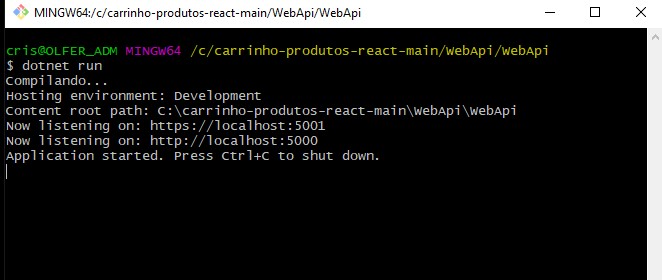 MINGW64:/c/carrinho-produtos-react-main/WebApi/WebApi
cris@OLFER_ADM MINGW64 /c/carrinho-produtos-react-main/WebApi/WebApi
$ dotnet run
Compilando...
Hosting environment: Development
Content root path: C:\carrinho-produtos-react-main\WebApi\WebApi
Now listening on: https://localhost:5001
Now listening on: http://localhost:5000
Application started. Press Ctrl+C to shut down.